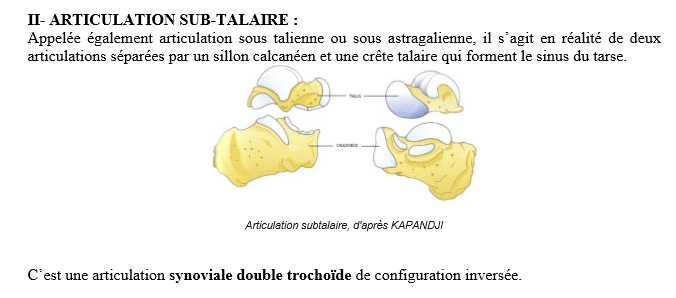 II- ARTICULATION SUB-TALAIRE :
Appelée également articulation sous talienne ou sous astragalienne, il s’agit en réalité de deux
articulations séparées par un sillon calcanéen et une crête talaire qui forment le sinus du tarse.
TALUS
CALCANEUS
Articulation subtalaire, d'après KAPANDJI
C’est une articulation synoviale double trochoïde de configuration inversée.